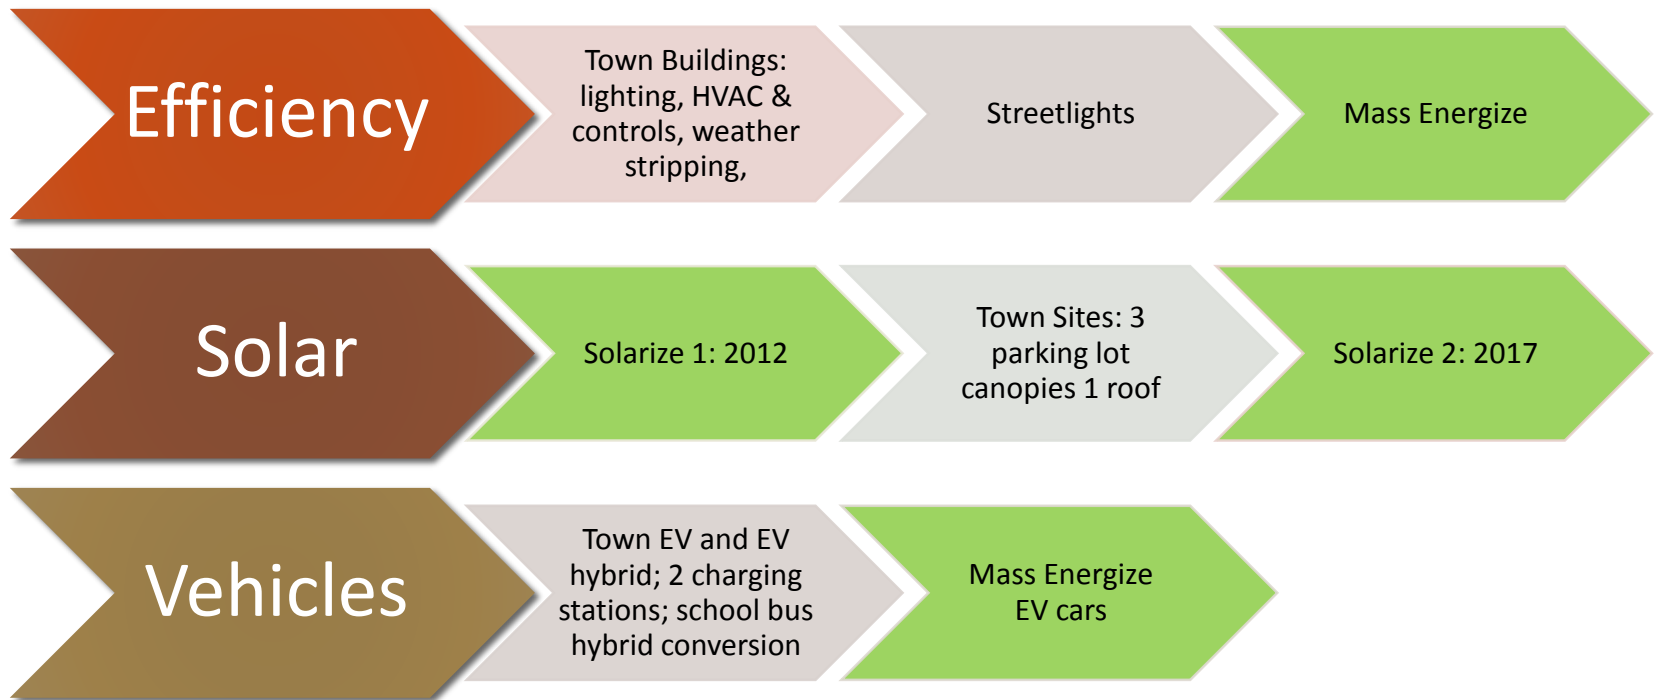 Efficiency
Town Buildings:
lighting, HVAC &
controls, weather
stripping,
Streetlights
Mass Energize
Solar
Solarize 1: 2012
Town Sites: 3
parking lot
canopies 1 roof
Solarize 2: 2017
Vehicles
Town EV and EV
hybrid; 2 charging
stations; school bus
hybrid conversion
Mass Energize
EV cars